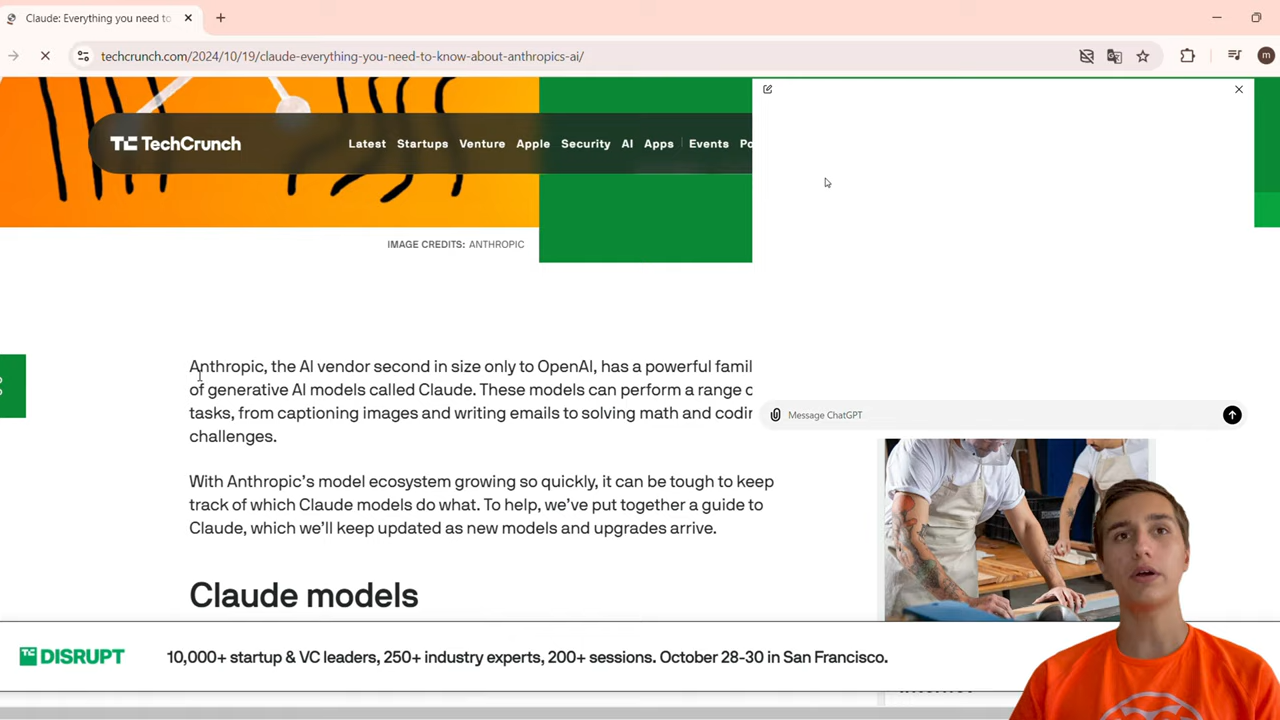 Claude: Everything you need to
techcrunch.com/2024/10/19/claude-everything-you-need-to-know-about-anthropics-ai/
m
TechCrunch
Latest Startups Venture Apple Security AI Apps Events
IMAGE CREDITS: ANTHROPIC
Anthropic, the AI vendor second in size only to OpenAI, has a powerful famil
of generative AI models called Claude. These models can perform a range
tasks, from captioning images and writing emails to solving math and codin
challenges.
Message ChatGPT
With Anthropic's model ecosystem growing so quickly, it can be tough to keep
track of which Claude models do what. To help, we've put together a guide to
Claude, which we'll keep updated as new models and upgrades arrive.
Claude models
TC DISRUPT
10,000+ startup & VC leaders, 250+ industry experts, 200+ sessions. October 28-30 in San Francisco.